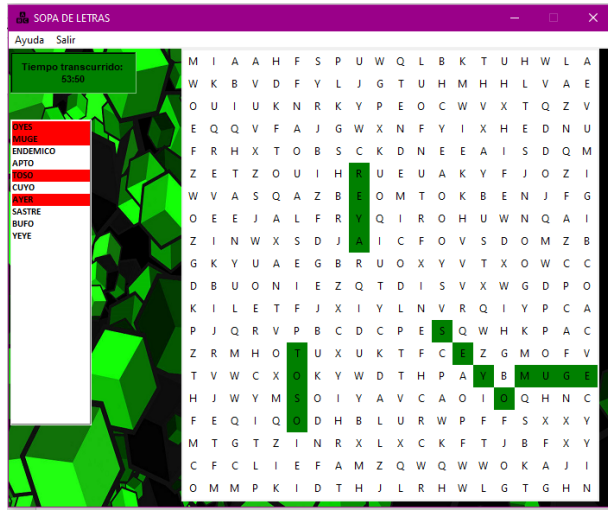 SOPA DE LETRAS
Ayuda Salir
Tiempo transcurrido:
53:50
OYES
MUGE
ENDEMICO
APTO
TOSO
CUYO
AYER
SASTRE
BUFO
YEYE
M I A A H F S P U W Q L B K T U H W L A
W K B V D F Y L J G T U H M H H L V A E
O U I U K N R K Y P E O C W V X T Q Z V
E Q Q V F A J G W X N F Y I X H E D N U
F R H X T O B S C K D N E E A I S D Q M
Z E T Z O U I H R U E U A K Y F J O Z I
W V A S Q A Z B E O M T O K B E N J F G
O E E J A L F R Y Q I R O H U W N Q A I
Z I N W X S D J A I C F O V S D O M Z B
G K Y U A E G B R U O X Y V T X O W C C
D B U O N I E Z Q T D I S V X W G D P O
K I L E T F J X I Y L N V R Q I Y P C A
P J Q R V P B C D C P E S Q W H K P A C
Z R M H O T U X U K T F C E Z G M O F V
T V W C X O K Y W D T H P A Y B M U G E
H J W Y M S O I Y A V C A O I O Q H N C
F E Q I Q O D H B L U R W P F F S X X Y
M T G T Z I N R X L X C K F T J B F X Y
C F C L I E F A M Z Q W Q W W O K A J I
O M M P K I D T H J L R H W L G T G H N